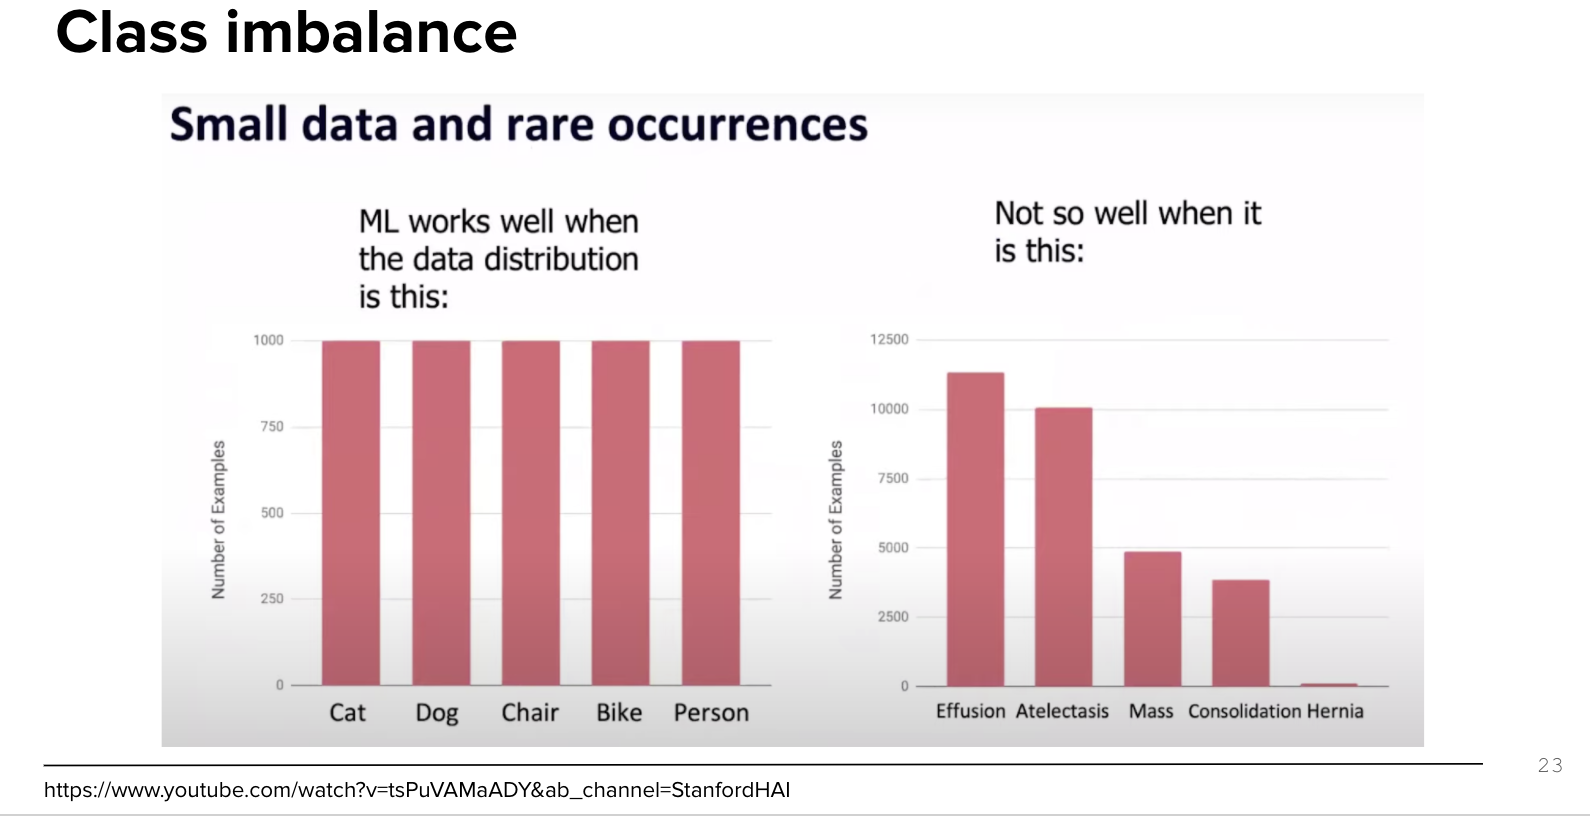 Class imbalance
Small data and rare occurrences
ML works well when
the data distribution
is this:
1000
750
500
250
0
Number of Examples
Cat Dog Chair Bike Person
Not so well when it
is this:
12500
10000
7500
5000
2500
0
Number of Examples
Effusion Atelectasis Mass Consolidation Hernia
https://www.youtube.com/watch?v=tsPuVAMaADY&ab_channel=StanfordHAI
23